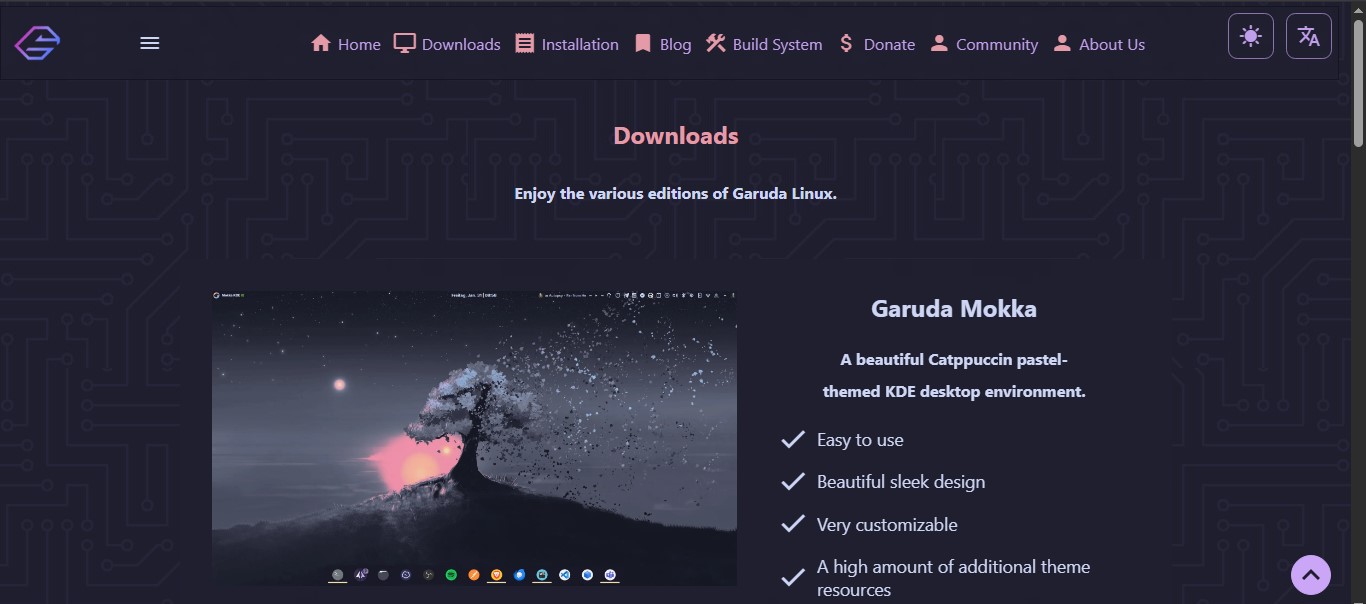 Home Downloads Installation Blog Build System Donate Community About Us
Downloads
Enjoy the various editions of Garuda Linux.
Garuda Mokka
A beautiful Catppuccin pastel-
themed KDE desktop environment.
Easy to use
Beautiful sleek design
Very customizable
A high amount of additional theme
resources